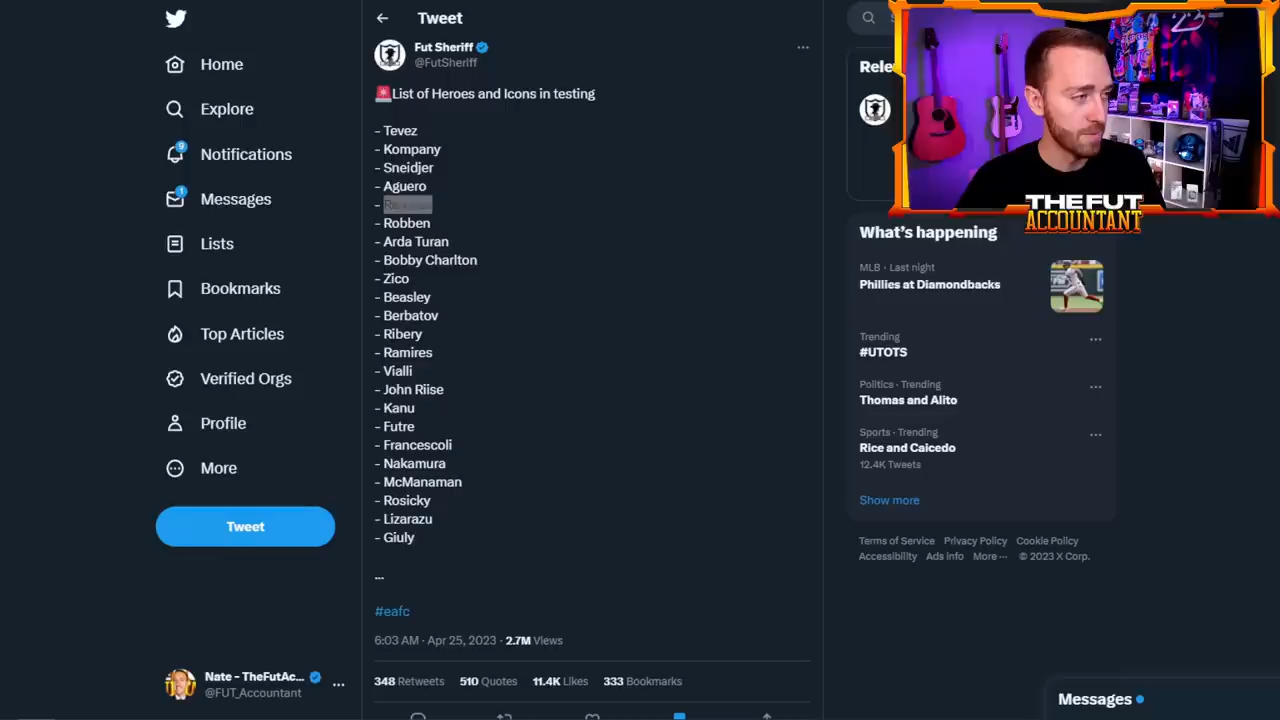 Tweet
Home
Explore
9
Notifications
1
Messages
Lists
Bookmarks
Top Articles
Verified Orgs
Profile
More
Tweet
Nate – TheFutAc...
@FUT_Accountant
Fut Sheriff
@FutSheriff
🚨List of Heroes and Icons in testing
- Tevez
- Kompany
- Sneidjer
- Aguero
-
- Robben
- Arda Turan
- Bobby Charlton
- Zico
- Beasley
- Berbatov
- Ribery
- Ramires
- Vialli
- John Riise
- Kanu
- Futre
- Francescoli
- Nakamura
- McManaman
- Rosicky
- Lizarazu
- Giuly
...
#eafc
6:03 AM · Apr 25, 2023 · 2.7M Views
348 Retweets 510 Quotes 11.4K Likes 333 Bookmarks
THE FUT
ACCOUNTANT
What's happening
MLB · Last night
Phillies at Diamondbacks
Trending
#UTOTS
Politics · Trending
Thomas and Alito
Sports · Trending
Rice and Caicedo
12.4K Tweets
Show more
Terms of Service Privacy Policy Cookie Policy
Accessibility Ads info More ··· © 2023 X Corp.
Messages